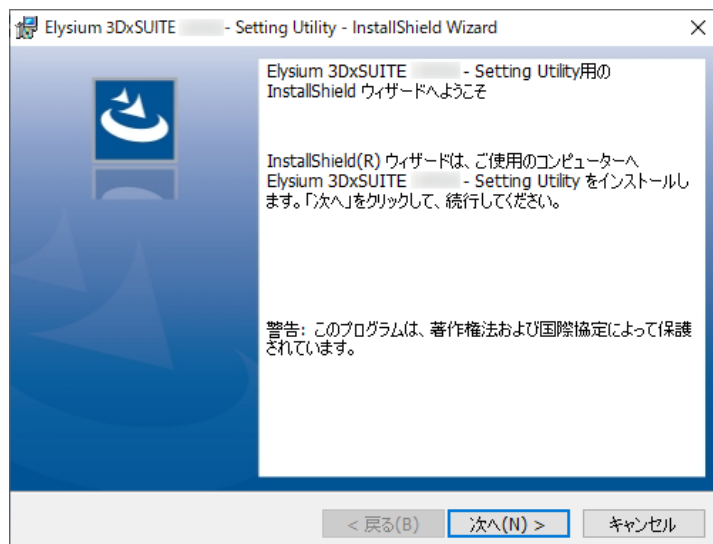 Elysium 3DxSUITE - Setting Utility - InstallShield Wizard
Elysium 3DxSUITE - Setting Utility用の
InstallShield ウィザードへようこそ
InstallShield(R) ウィザードは、ご使用のコンピューターへ
Elysium 3DxSUITE - Setting Utility をインストールし
ます。「次へ」をクリックして、続行してください。
警告: このプログラムは、著作権法および国際協定によって保護
されています。
< 戻る(B)
次へ(N) >
キャンセル